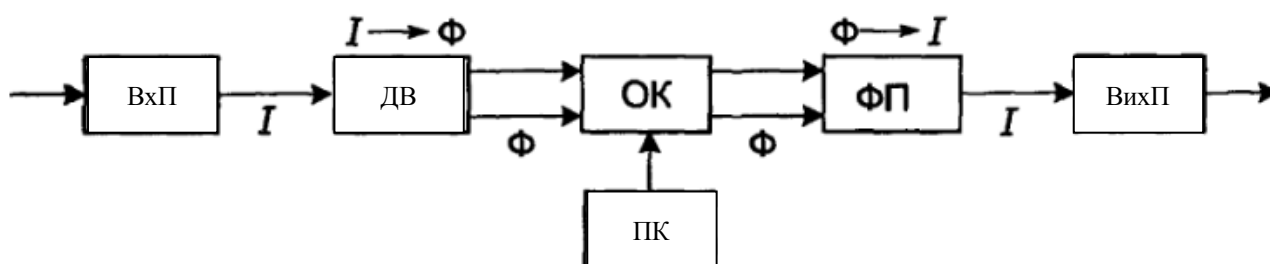 I → Φ
Φ → I
ВхП
ДВ
ОК
ФП
ВихП
I
Φ
Φ
I
ПК